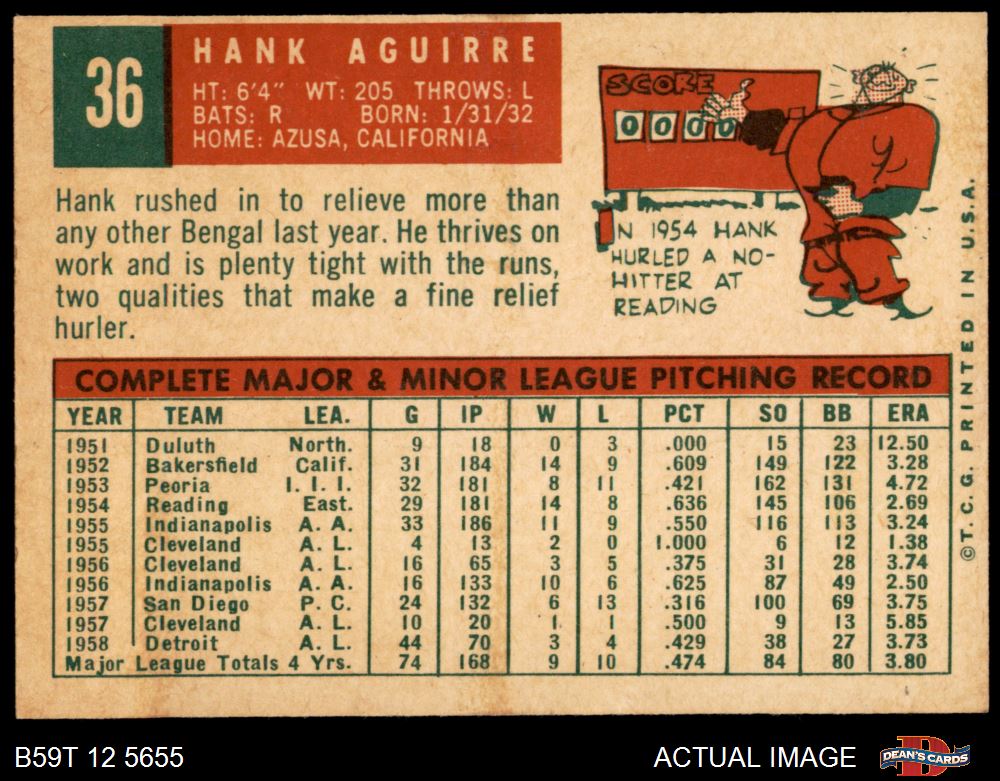 36
HANK AGUIRRE
HT: 6'4" WT: 205 THROWS: L
BATS: R BORN: 1/31/32
HOME: AZUSA, CALIFORNIA
Hank rushed in to relieve more than
any other Bengal last year. He thrives on
work and is plenty tight with the runs,
two qualities that make a fine relief
hurler.
SCORE
0 0 0 0
IN 1954 HANK
HURLED A NO-
HITTER AT
READING
COMPLETE MAJOR & MINOR LEAGUE PITCHING RECORD
YEAR TEAM LEA. G IP W L PCT SO BB ERA
1951 Duluth North. 9 18 0 3 .000 15 23 12.50
1952 Bakersfield Calif. 31 184 14 9 .609 149 122 3.28
1953 Peoria I. I. I. 32 181 8 11 .421 162 131 4.72
1954 Reading East. 29 181 14 8 .636 145 106 2.69
1955 Indianapolis A. A. 33 186 11 9 .550 116 113 3.24
1955 Cleveland A. L. 4 13 2 0 1.000 6 12 1.38
1956 Cleveland A. L. 16 65 3 5 .375 31 28 3.74
1956 Indianapolis A. A. 16 133 10 6 .625 87 49 2.50
1957 San Diego P. C. 24 132 6 13 .316 100 69 3.75
1957 Cleveland A. L. 10 20 1 1 .500 9 13 5.85
1958 Detroit A. L. 44 70 3 4 .429 38 27 3.73
Major League Totals 4 Yrs. 74 168 9 10 .474 84 80 3.80
©T. C. G. PRINTED IN U.S.A.
B59T 12 5655
ACTUAL IMAGE
DEAN'S CARDS